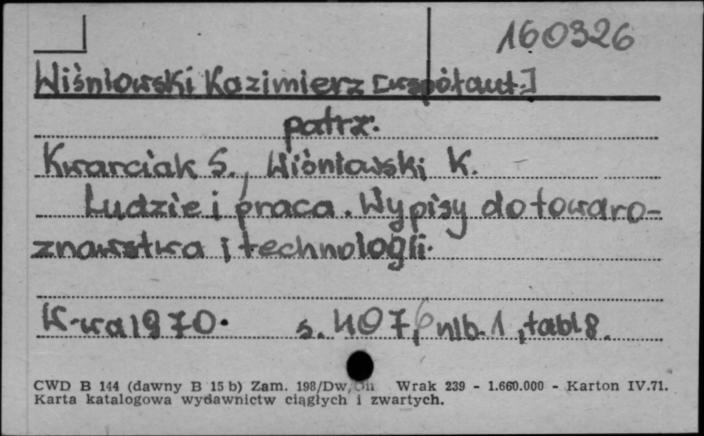 160326
Wiśniowski Kazimierz [współaut.]
patrz:
Kwarciak S., Wiśniowski K.
Ludzie i praca. Wypisy do towaro-
znawstwa i technologii.
W-wa 1970. s. 407, nlb. 1, tabl. 8.
CWD B 144 (dawny B 15 b) Zam. 198/Dw/ Wrak 239 - 1.660.000 - Karton IV.71.
Karta katalogowa wydawnictw ciągłych i zwartych.